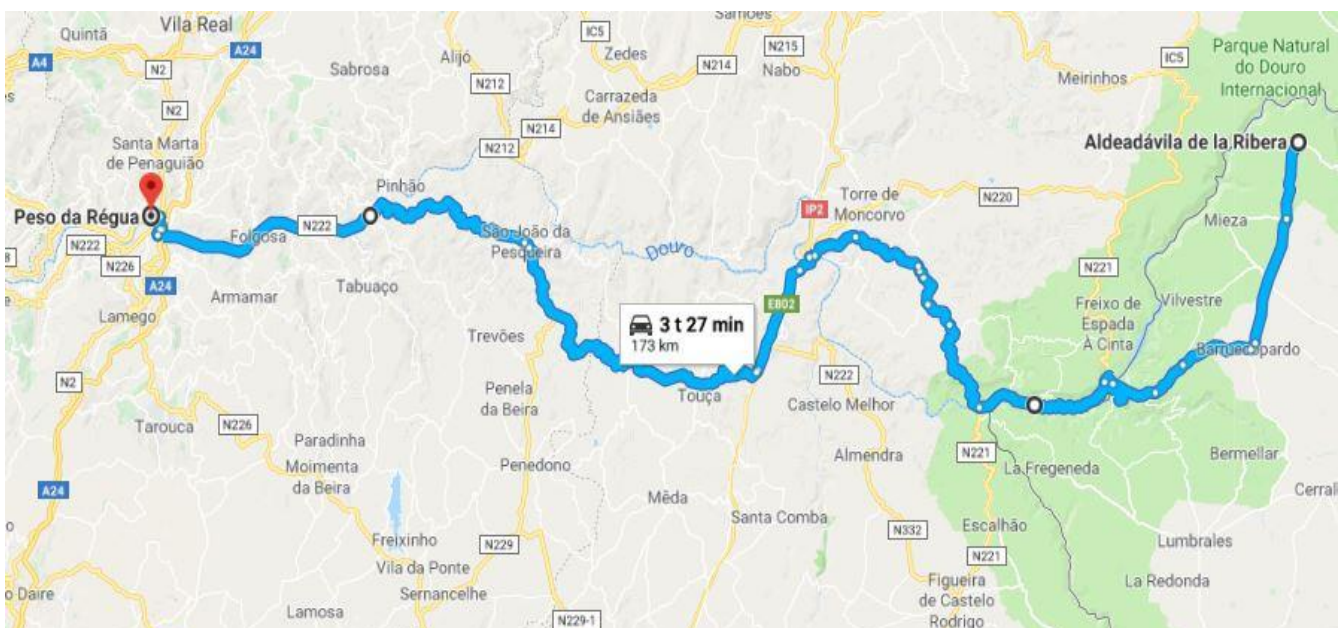 Quintã
Vila Real
A24
A4
N2
Sabrosa
Alijó
N212
IC5
Zedes
N215
Nabo
N214
IC5
Meirinhos
Parque Natural
do Douro
Internacional
N2
Carrazeda
de Ansiães
N214
N212
Santa Marta
de Penaguião
Aldeadávila de la Ribera
Pinhão
Torre de
Moncorvo
N220
IP2
Mieza
Peso da Régua
N222
Folgosa
N222
São João da
Pesqueira
Douro
N226
A24
Armamar
Tabuaço
N221
E802
Freixo de
Espada
À Cinta
Vilvestre
Lamego
3 t 27 min
173 km
Trevões
Barruecopardo
N2
Penela
da Beira
Touça
N222
Castelo Melhor
Tarouca
N226
Paradinha
Moimenta
da Beira
Penedono
Almendra
N221
La Fregeneda
Bermellar
A24
Mêda
Santa Comba
Cerral
Freixinho
N332
Escalhão
N229
Vila da Ponte
Sernancelhe
N221
Lumbrales
Figueira
de Castelo
Rodrigo
La Redonda
o Daire
Lamosa
N229-1